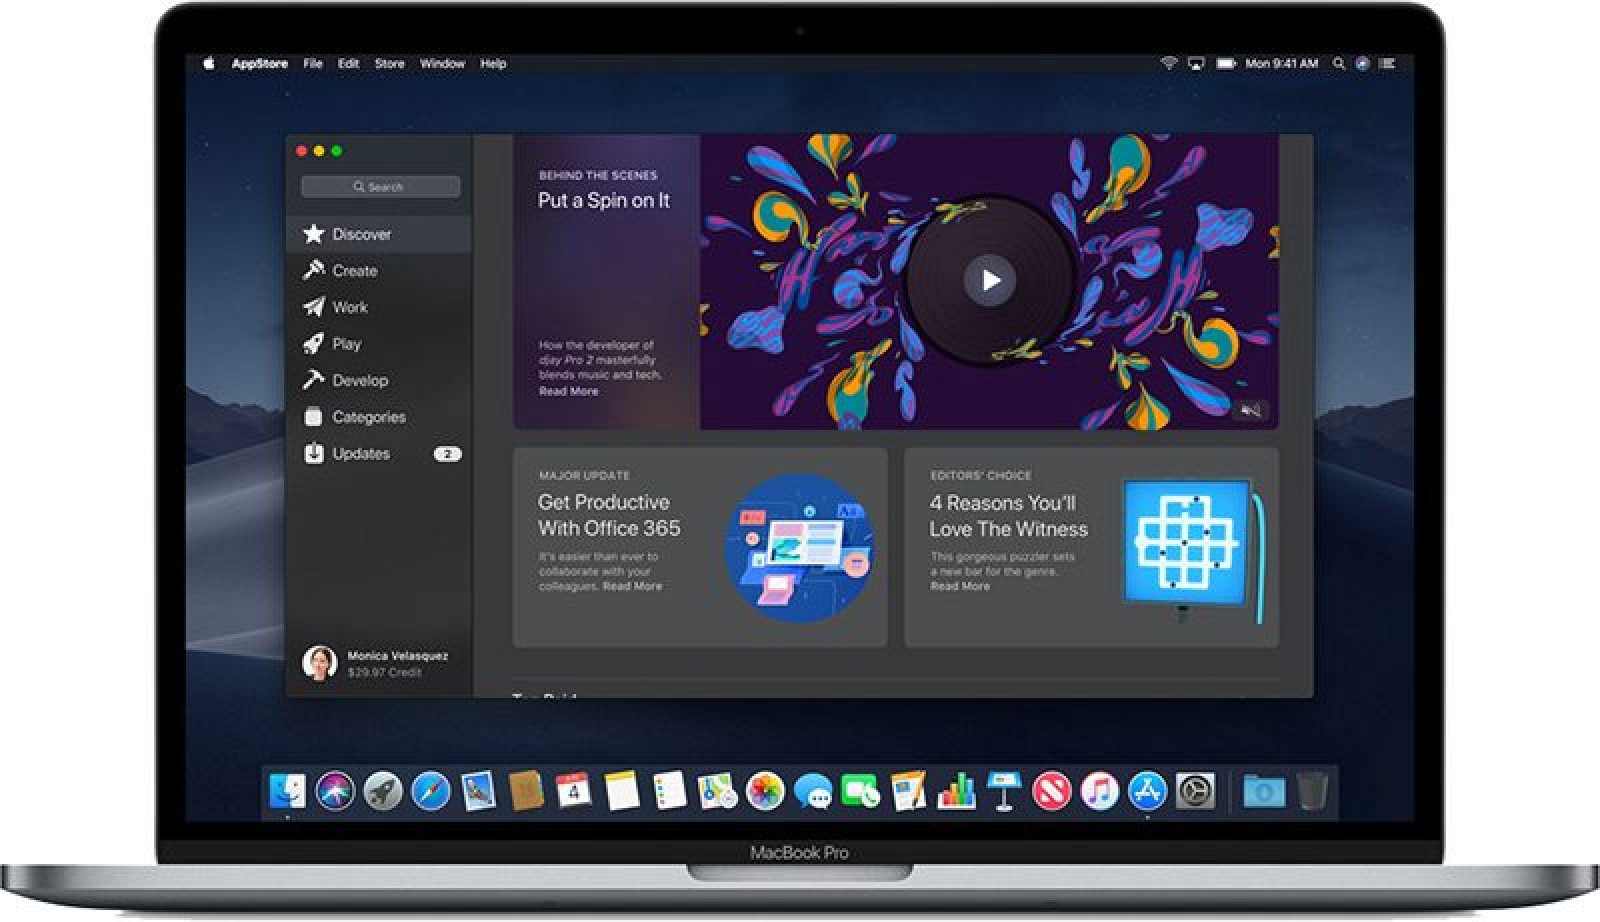 AppStore File Edit Store Window Help Mon 9:41 AM
Search
Discover
Create
Work
Play
Develop
Categories
Updates 2
Monica Velasquez
$29.97 Credit
BEHIND THE SCENES
Put a Spin on It
How the developer of
djay Pro 2 masterfully
blends music and tech.
Read More
MAJOR UPDATE
Get Productive
With Office 365
It's easier than ever to
collaborate with your
colleagues. Read More
Aa
EDITORS' CHOICE
4 Reasons You'll
Love The Witness
This gorgeous puzzler sets
a new bar for the genre.
Read More
4
MacBook Pro